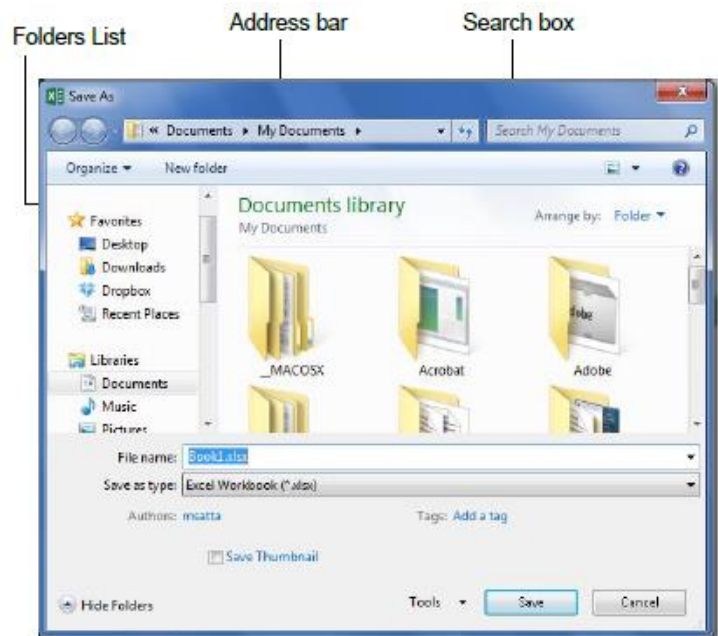 Folders List
Address bar
Search box
Save As
« Documents ▸ My Documents ▸
Search My Documents
Organize
New folder
Favorites
Desktop
Downloads
Dropbox
Recent Places
Libraries
Documents
Music
Pictures
Documents library
My Documents
Arrange by: Folder
__MACOSX
Acrobat
Adobe
File name: Book1.xlsx
Save as type: Excel Workbook (*.xlsx)
Authors: msatta
Tags: Add a tag
Save Thumbnail
Hide Folders
Tools
Save
Cancel